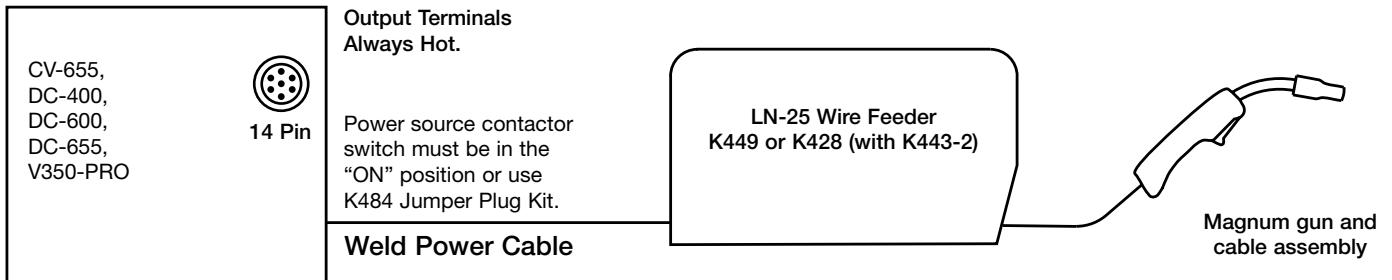 CV-655,
DC-400,
DC-600,
DC-655,
V350-PRO
14 Pin
Output Terminals
Always Hot.
Power source contactor
switch must be in the
“ON” position or use
K484 Jumper Plug Kit.
Weld Power Cable
LN-25 Wire Feeder
K449 or K428 (with K443-2)
Magnum gun and
cable assembly